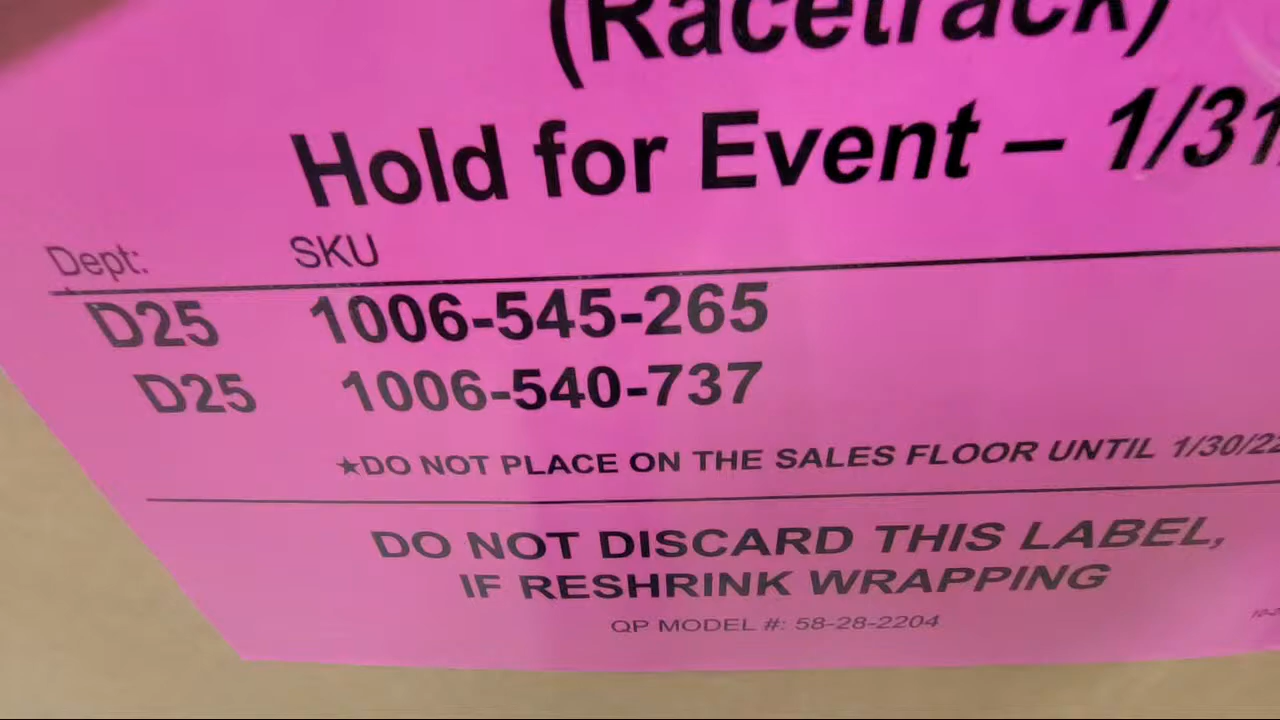 (Racetrack)
Hold for Event – 1/31
Dept: SKU
D25 1006-545-265
D25 1006-540-737
★DO NOT PLACE ON THE SALES FLOOR UNTIL 1/30/22
DO NOT DISCARD THIS LABEL,
IF RESHRINK WRAPPING
QP MODEL #: 58-28-2204